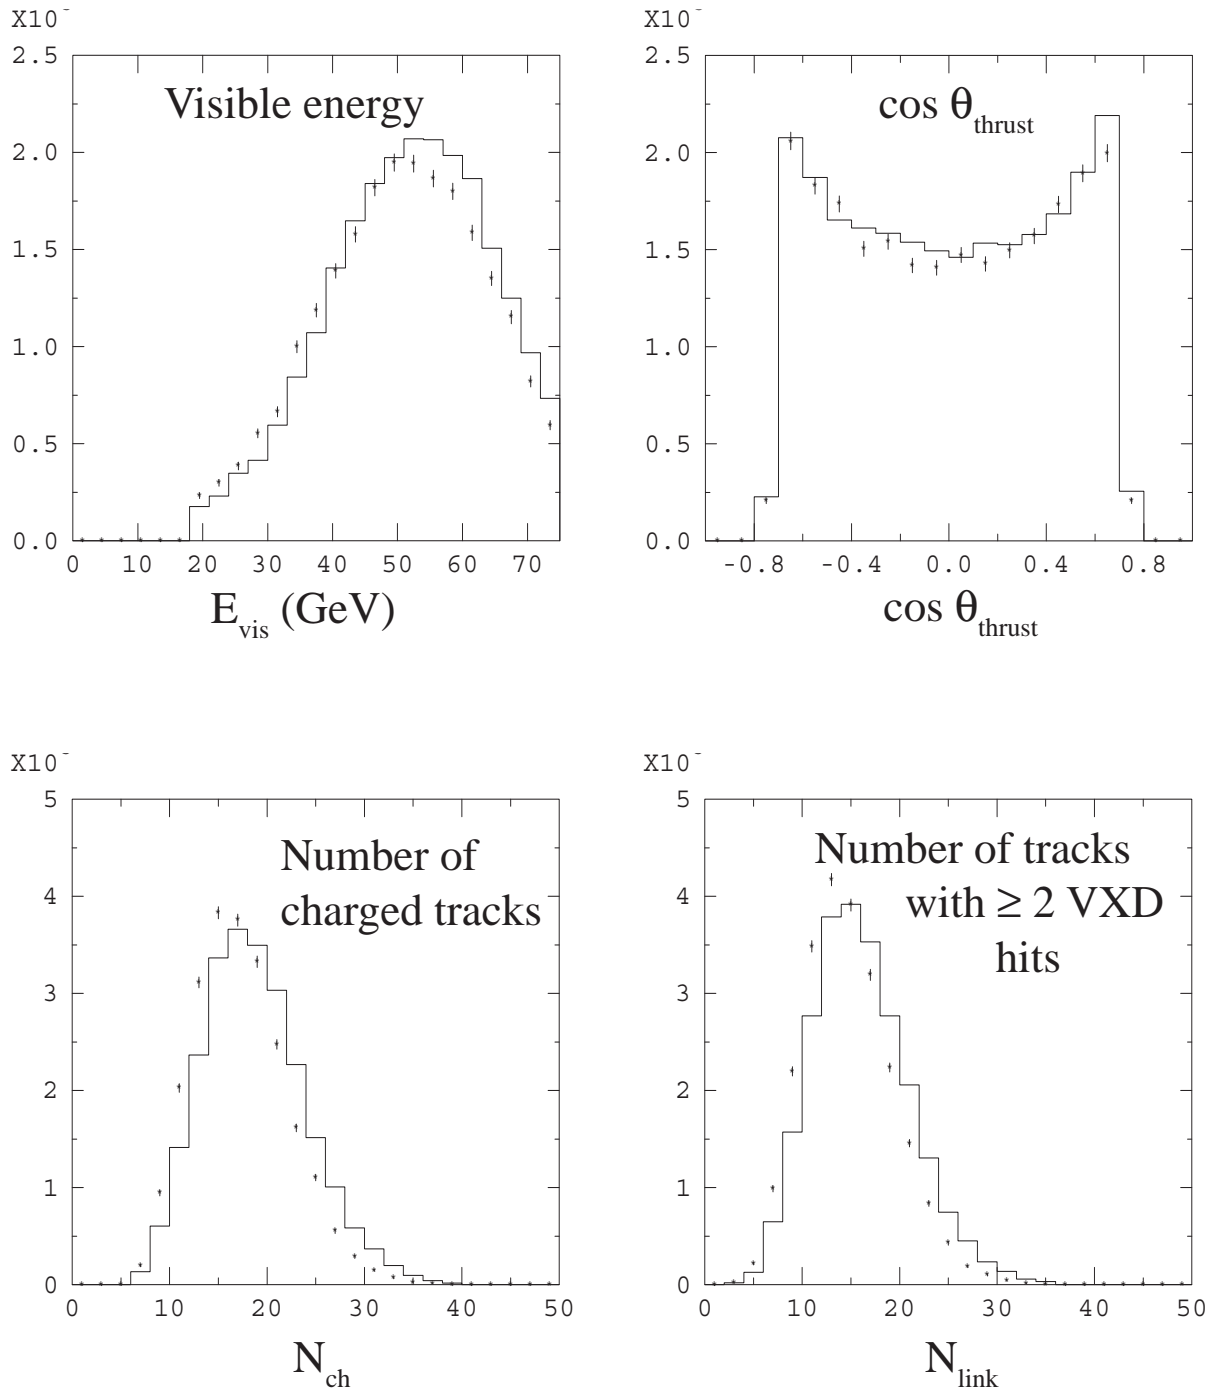 X10
2.5
2.0
1.5
1.0
0.5
0.0
0 10 20 30 40 50 60 70
Visible energy
E_vis (GeV)
X10
2.5
2.0
1.5
1.0
0.5
0.0
-0.8 -0.4 0.0 0.4 0.8
cos θ_thrust
cos θ_thrust
X10
5
4
3
2
1
0
0 10 20 30 40 50
Number of
charged tracks
N_ch
X10
5
4
3
2
1
0
0 10 20 30 40 50
Number of tracks
with ≥ 2 VXD
hits
N_link